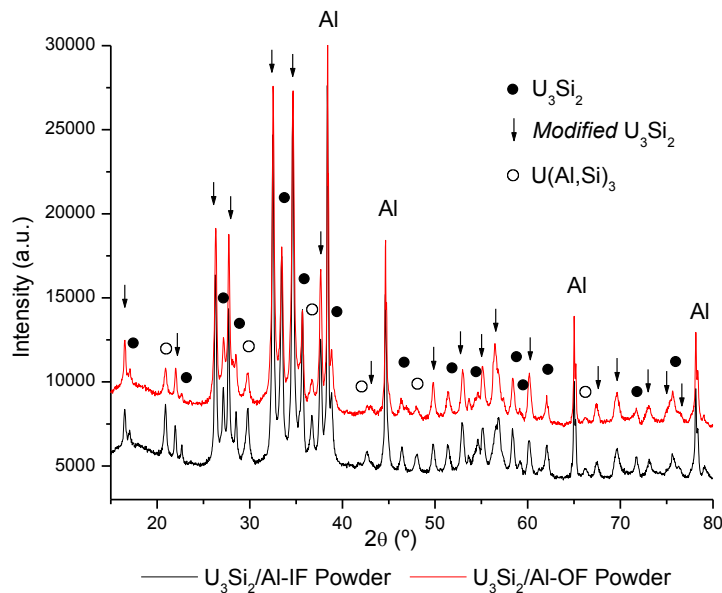 Al
30000
25000
20000
15000
10000
5000
Intensity (a.u.)
U₃Si₂
Modified U₃Si₂
U(Al,Si)₃
Al
Al
Al
20 30 40 50 60 70 80
2θ (º)
U₃Si₂/Al-IF Powder U₃Si₂/Al-OF Powder